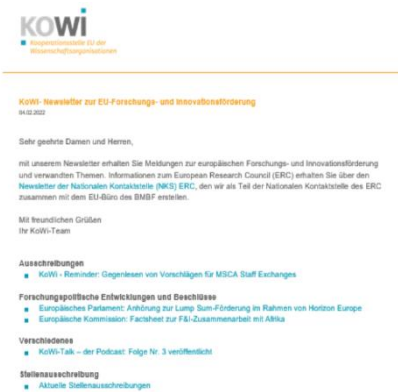 KOWi
Kooperationsstelle EU der
Wissenschaftsorganisationen
KoWi- Newsletter zur EU-Forschungs- und Innovationsförderung
04.02.2022
Sehr geehrte Damen und Herren,
mit unserem Newsletter erhalten Sie Meldungen zur europäischen Forschungs- und Innovationsförderung
und verwandten Themen. Informationen zum European Research Council (ERC) erhalten Sie über den
Newsletter der Nationalen Kontaktstelle (NKS) ERC, den wir als Teil der Nationalen Kontaktstelle des ERC
zusammen mit dem EU-Büro des BMBF erstellen.
Mit freundlichen Grüßen
Ihr KoWi-Team
Ausschreibungen
KoWi - Reminder: Gegenlesen von Vorschlägen für MSCA Staff Exchanges
Forschungspolitische Entwicklungen und Beschlüsse
Europäisches Parlament: Anhörung zur Lump Sum-Förderung im Rahmen von Horizon Europe
Europäische Kommission: Factsheet zur F&I-Zusammenarbeit mit Afrika
Verschiedenes
KoWi-Talk – der Podcast: Folge Nr. 3 veröffentlicht
Stellenausschreibung
Aktuelle Stellenausschreibungen